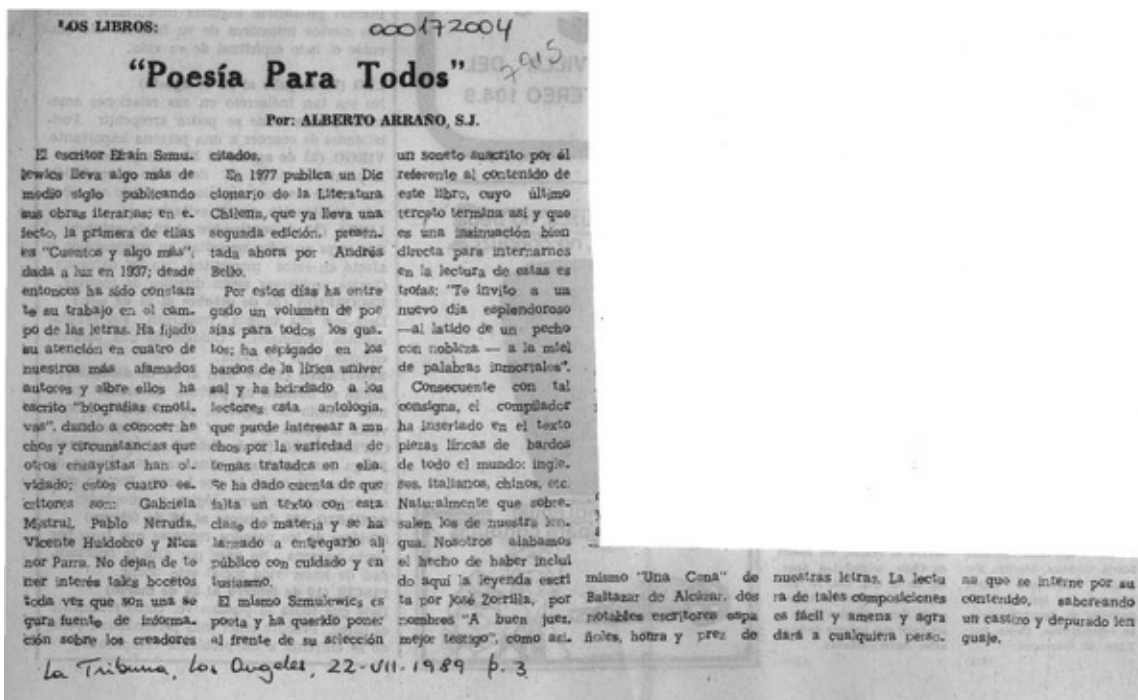 LOS LIBROS:
000172004
7915
“Poesía Para Todos”
Por: ALBERTO ARRAÑO, S.J.
El escritor Efraín Szmu-
lewics lleva algo más de
medio siglo publicando
sus obras iterarias; en e-
fecto, la primera de ellas
es "Cuentos y algo más",
dada a luz en 1937; desde
entonces ha sido constan
te su trabajo en el cam-
po de las letras. Ha fijado
su atención en cuatro de
nuestros más afamados
autores y sibre ellos ha
escrito "biografías emoti-
vas", dando a conocer he
chos y circunstancias que
otros ensayistas han ol-
vidado; estos cuatro es-
critores son: Gabriela
Mistral, Pablo Neruda,
Vicente Huidobro y Nica
nor Parra. No dejan de te
ner interés tales bocetos
toda vez que son una se
gura fuente de informa-
ción sobre los creadores
citados.
En 1977 publica un Dic
cionario de la Literatura
Chilena, que ya lleva una
segunda edición, presen-
tada ahora por Andrés
Bello.
Por estos días ha entre
gado un volumen de poe
sías para todos los gus-
tos; ha espigado en los
bardos de la lírica univer
sal y ha brindado a los
lectores esta antología,
que puede interesar a mu
chos por la variedad de
temas tratados en ella.
Se ha dado cuenta de que
falta un texto con esta
clase de materia y se ha
lanzado a entregarlo al
público con cuidado y en
tusiasmo.
El mismo Szmulewics es
poeta y ha querido poner
al frente de su selección
un soneto suscrito por él
referente al contenido de
este libro, cuyo último
terceto termina así y que
es una insinuación bien
directa para internarnos
en la lectura de estas es
trofas: "Te invito a un
nuevo día esplendoroso
—al latido de un pecho
con nobleza — a la miel
de palabras inmortales".
Consecuente con tal
consigna, el compilador
ha insertado en el texto
piezas líricas de bardos
de todo el mundo: ingle-
ses, italianos, chinos, etc.
Naturalmente que sobre-
salen los de nuestra len-
gua. Nosotros alabamos
el hecho de haber inclui
do aquí la leyenda escri
ta por José Zorrilla, por
nombres "A buen juez,
mejor testigo", como asi-
mismo "Una Cena" de
Baltazar de Alcázar, dos
notables escritores espa
ñoles, honra y prez de
nuestras letras. La lectu
ra de tales composiciones
es fácil y amena y agra
dará a cualquiera perso-
na que se interne por su
contenido, saboreando
un castizo y depurado len
guaje.
La Tribuna, Los Angeles, 22-VII-1989 p. 3